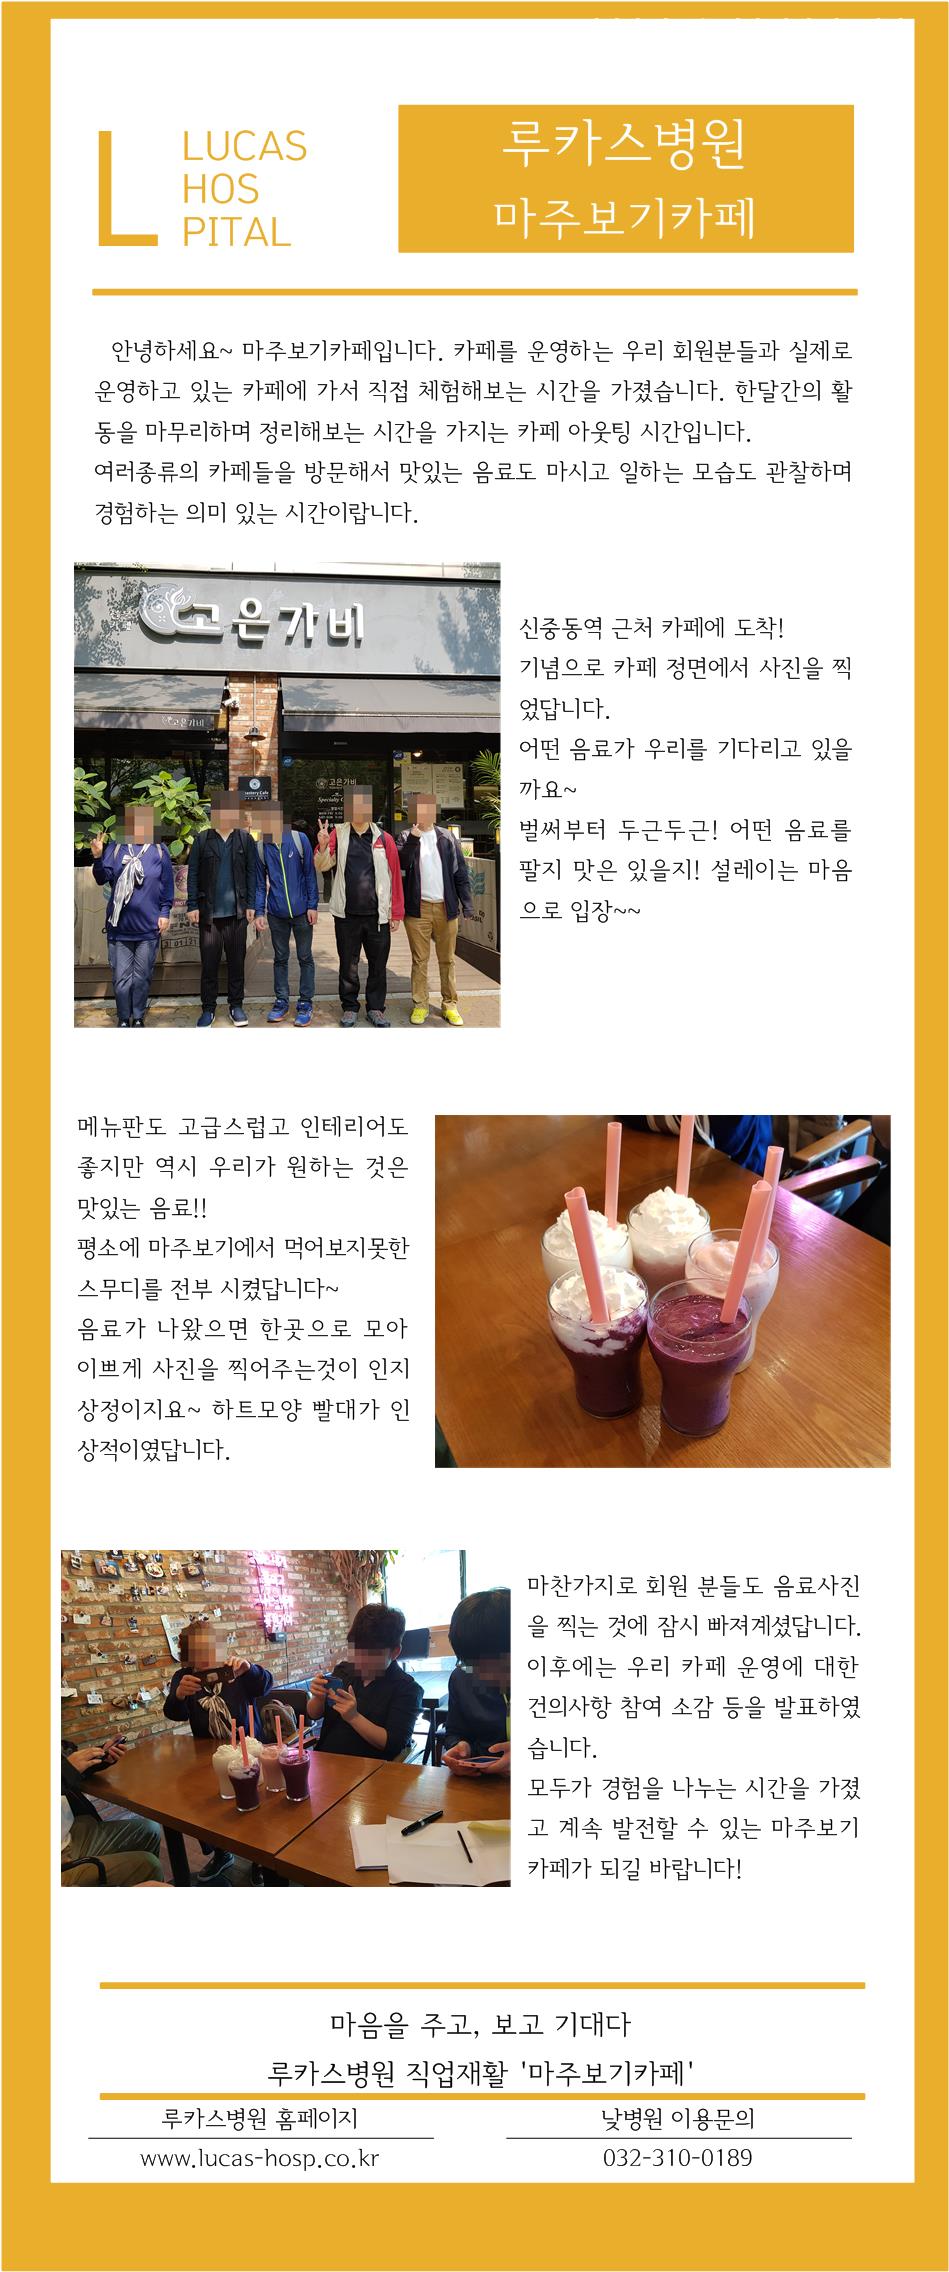 LUCAS
HOS
PITAL
루카스병원
마주보기카페
안녕하세요~ 마주보기카페입니다. 카페를 운영하는 우리 회원분들과 실제로
운영하고 있는 카페에 가서 직접 체험해보는 시간을 가졌습니다. 한달간의 활
동을 마무리하며 정리해보는 시간을 가지는 카페 아웃팅 시간입니다.
여러종류의 카페들을 방문해서 맛있는 음료도 마시고 일하는 모습도 관찰하며
경험하는 의미 있는 시간이랍니다.
고은가비
고은가비
고은가비
신중동역 근처 카페에 도착!
기념으로 카페 정면에서 사진을 찍
었답니다.
어떤 음료가 우리를 기다리고 있을
까요~
벌써부터 두근두근! 어떤 음료를
팔지 맛은 있을지! 설레이는 마음
으로 입장~~
메뉴판도 고급스럽고 인테리어도
좋지만 역시 우리가 원하는 것은
맛있는 음료!!
평소에 마주보기에서 먹어보지못한
스무디를 전부 시켰답니다~
음료가 나왔으면 한곳으로 모아
이쁘게 사진을 찍어주는것이 인지
상정이지요~ 하트모양 빨대가 인
상적이였답니다.
마찬가지로 회원 분들도 음료사진
을 찍는 것에 잠시 빠져계셨답니다.
이후에는 우리 카페 운영에 대한
건의사항 참여 소감 등을 발표하였
습니다.
모두가 경험을 나누는 시간을 가졌
고 계속 발전할 수 있는 마주보기
카페가 되길 바랍니다!
마음을 주고, 보고 기대다
루카스병원 직업재활 '마주보기카페'
루카스병원 홈페이지
www.lucas-hosp.co.kr
낮병원 이용문의
032-310-0189